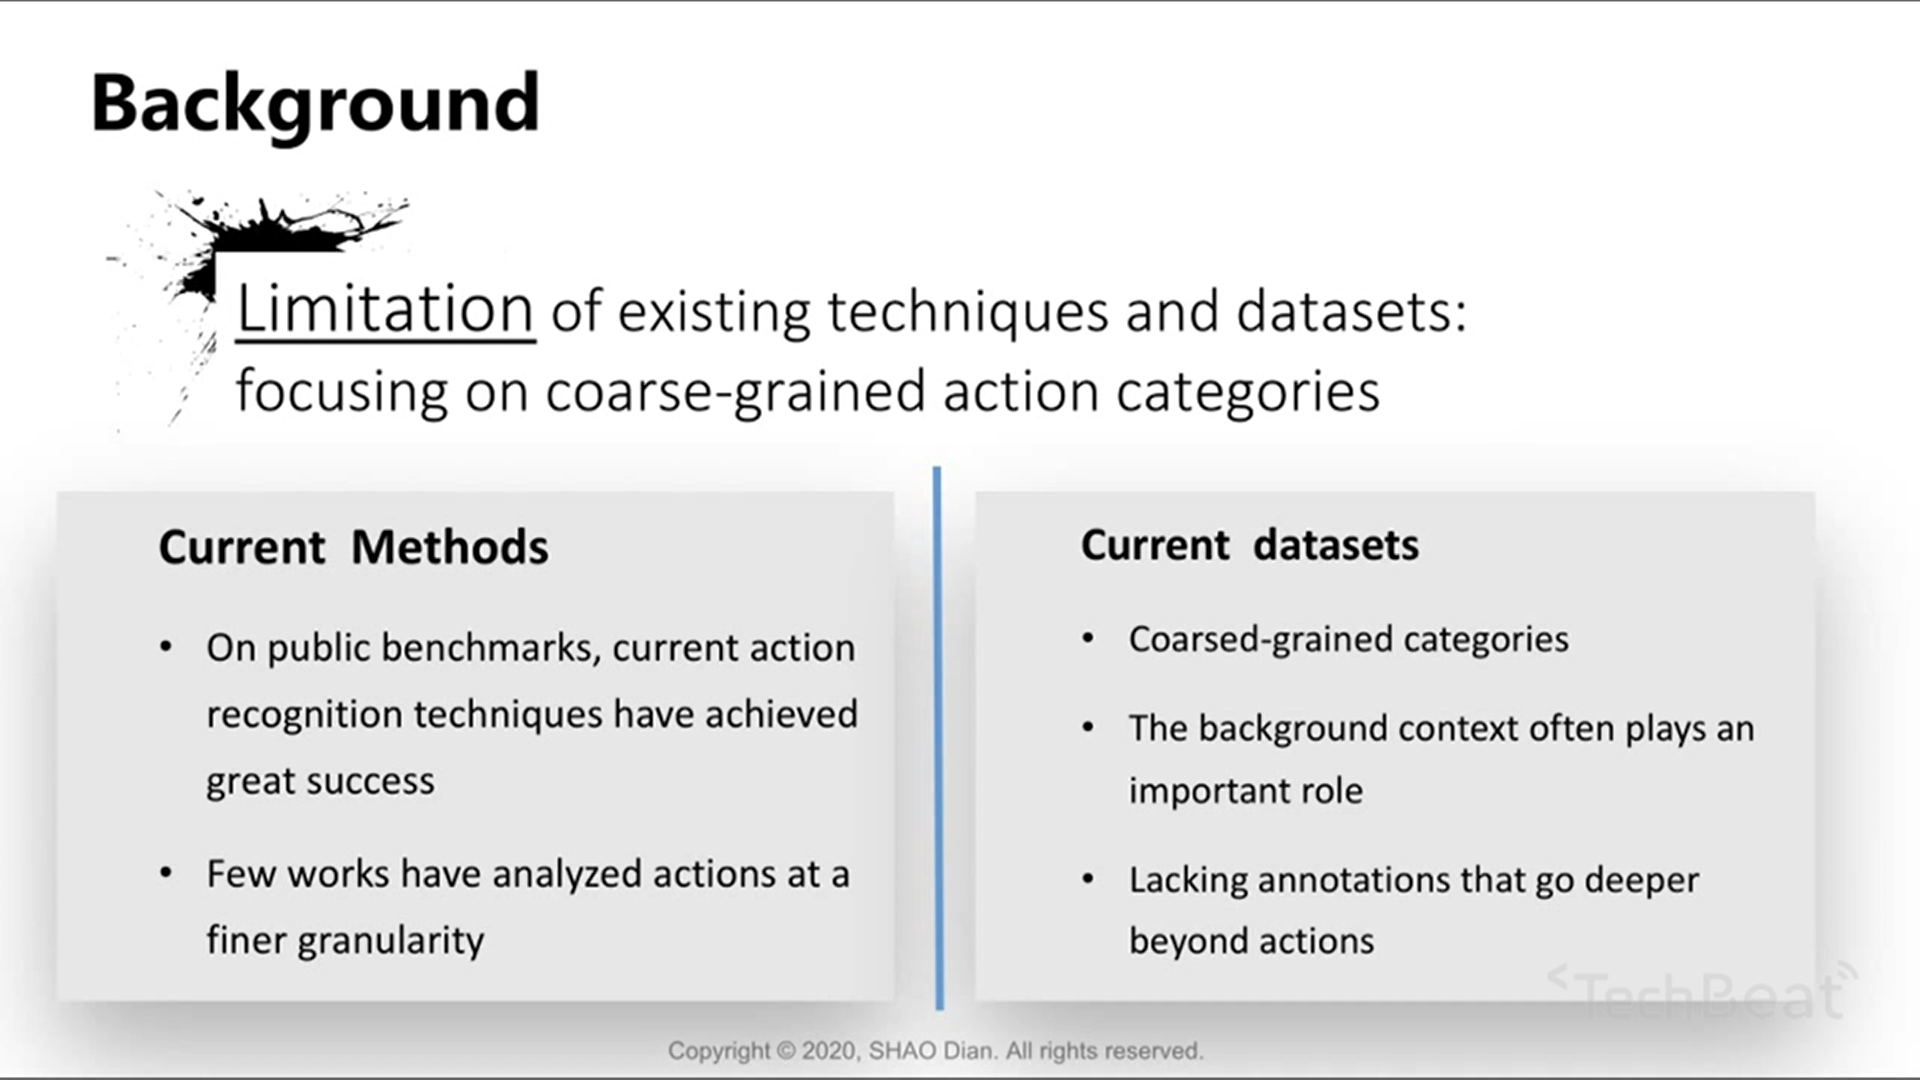 Background
Limitation of existing techniques and datasets:
focusing on coarse-grained action categories
Current Methods
• On public benchmarks, current action
recognition techniques have achieved
great success
• Few works have analyzed actions at a
finer granularity
Current datasets
• Coarsed-grained categories
• The background context often plays an
important role
• Lacking annotations that go deeper
beyond actions
TechBeat
Copyright © 2020, SHAO Dian. All rights reserved.